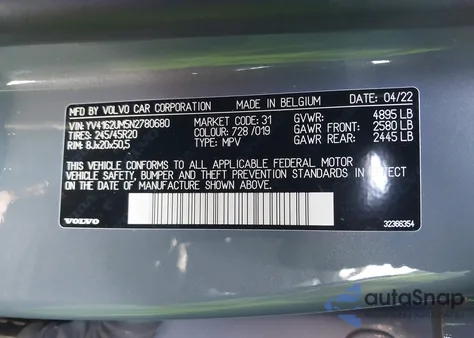 MFD BY VOLVO CAR CORPORATION MADE IN BELGIUM DATE: 04/22
VIN: YV4162UM5N2780680 MARKET CODE: 31 GVWR: 4895 LB
TIRES: 245/45R20 COLOUR: 728 /019 GAWR FRONT: 2580 LB
RIM: 8Jx20x50,5 TYPE: MPV GAWR REAR: 2445 LB
THIS VEHICLE CONFORMS TO ALL APPLICABLE FEDERAL MOTOR
VEHICLE SAFETY, BUMPER AND THEFT PREVENTION STANDARDS IN EFFECT
ON THE DATE OF MANUFACTURE SHOWN ABOVE.
VOLVO 32366354
autoSnap